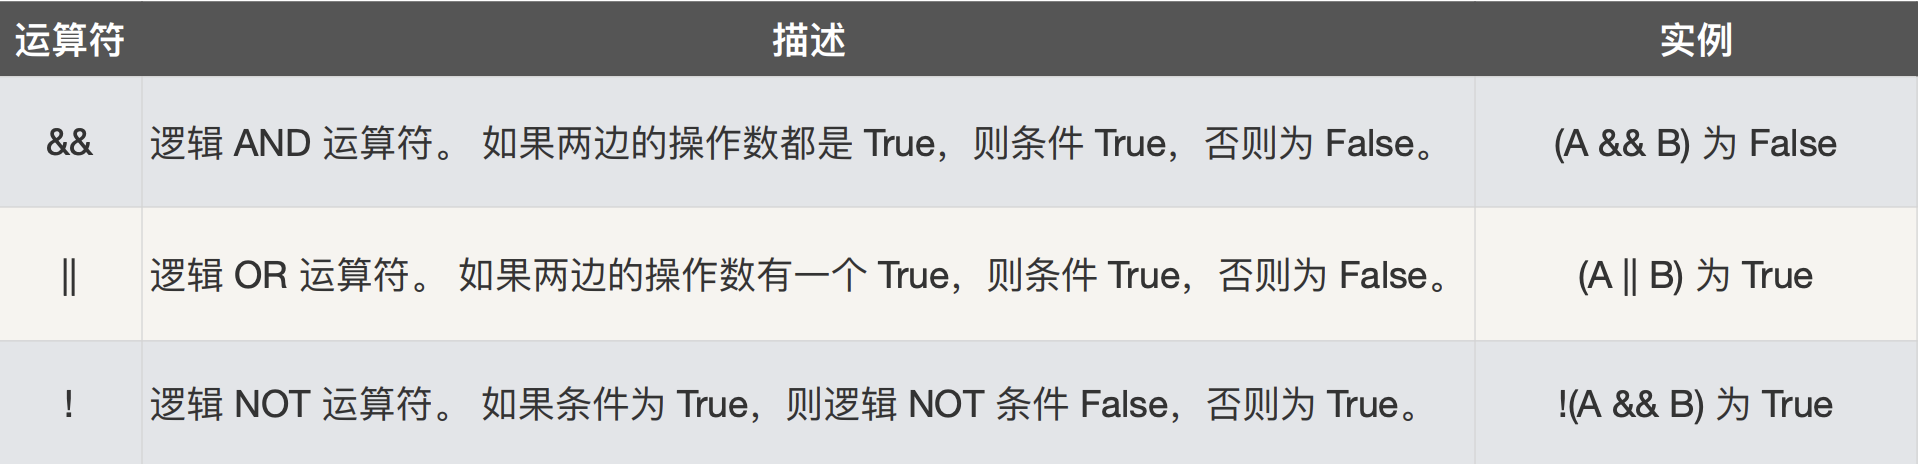 运算符 描述 实例
&& 逻辑 AND 运算符。 如果两边的操作数都是 True，则条件 True，否则为 False。 (A && B) 为 False
|| 逻辑 OR 运算符。 如果两边的操作数有一个 True，则条件 True，否则为 False。 (A || B) 为 True
! 逻辑 NOT 运算符。 如果条件为 True，则逻辑 NOT 条件 False，否则为 True。 !(A && B) 为 True